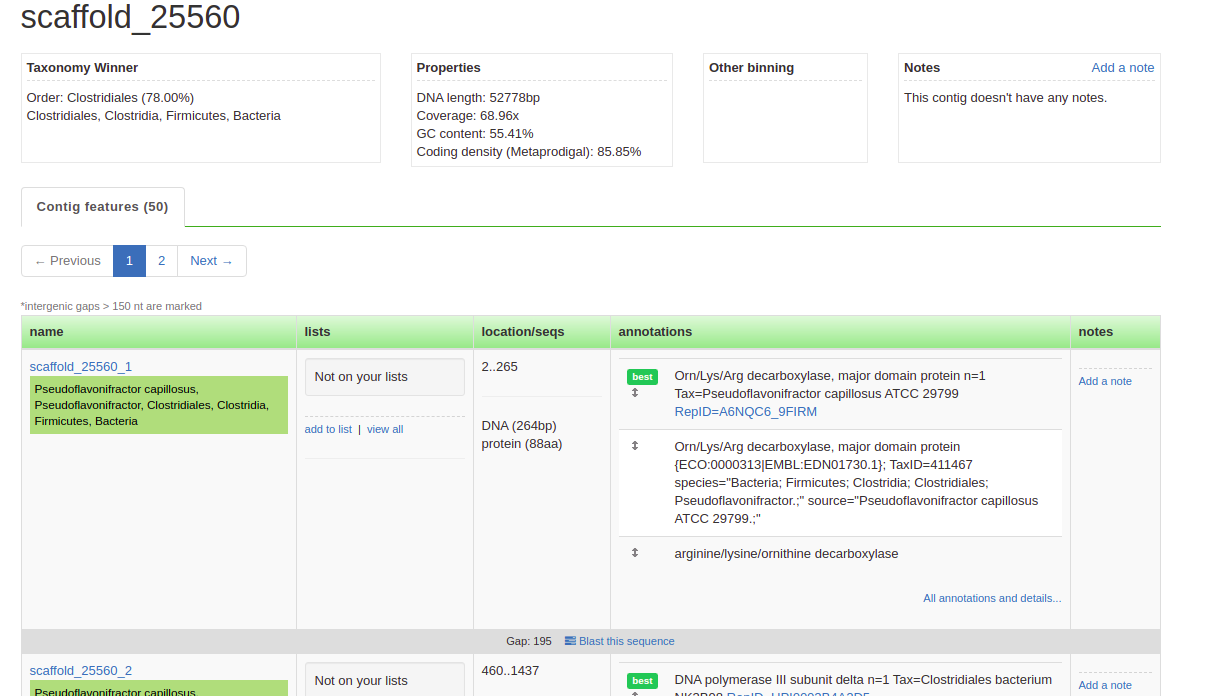 scaffold_25560
Taxonomy Winner
Order: Clostridiales (78.00%)
Clostridiales, Clostridia, Firmicutes, Bacteria
Properties
DNA length: 52778bp
Coverage: 68.96x
GC content: 55.41%
Coding density (Metaprodigal): 85.85%
Other binning
Notes Add a note
This contig doesn't have any notes.
Contig features (50)
← Previous 1 2 Next →
*intergenic gaps > 150 nt are marked
name lists location/seqs annotations notes
scaffold_25560_1
Pseudoflavonifractor capillosus,
Pseudoflavonifractor, Clostridiales, Clostridia,
Firmicutes, Bacteria
Not on your lists
add to list | view all
2..265
DNA (264bp)
protein (88aa)
best
Orn/Lys/Arg decarboxylase, major domain protein n=1
Tax=Pseudoflavonifractor capillosus ATCC 29799
RepID=A6NQC6_9FIRM
Orn/Lys/Arg decarboxylase, major domain protein
{ECO:0000313|EMBL:EDN01730.1}; TaxID=411467
species="Bacteria; Firmicutes; Clostridia; Clostridiales;
Pseudoflavonifractor.;" source="Pseudoflavonifractor capillosus
ATCC 29799.;"
arginine/lysine/ornithine decarboxylase
All annotations and details...
Add a note
Gap: 195 Blast this sequence
scaffold_25560_2
Pseudoflavonifractor capillosus,
Not on your lists
460..1437
best
DNA polymerase III subunit delta n=1 Tax=Clostridiales bacterium
Add a note